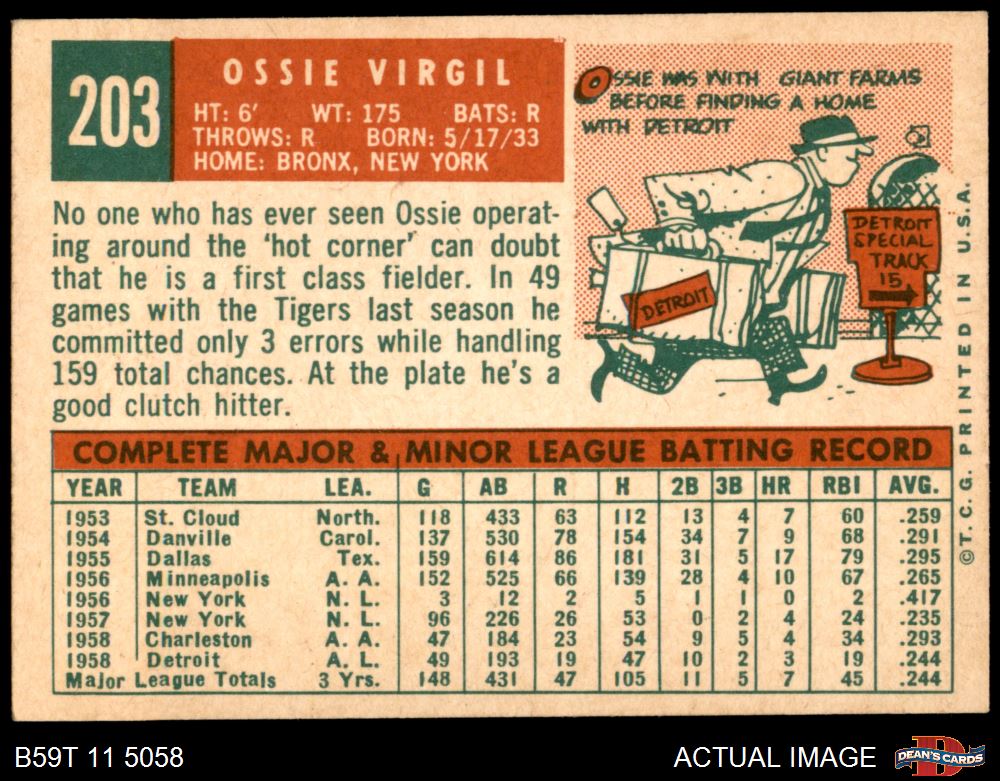 203
OSSIE VIRGIL
HT: 6' WT: 175 BATS: R
THROWS: R BORN: 5/17/33
HOME: BRONX, NEW YORK
OSSIE WAS WITH GIANT FARMS
BEFORE FINDING A HOME
WITH DETROIT
DETROIT
SPECIAL
TRACK
15
DETROIT
No one who has ever seen Ossie operat-
ing around the 'hot corner' can doubt
that he is a first class fielder. In 49
games with the Tigers last season he
committed only 3 errors while handling
159 total chances. At the plate he's a
good clutch hitter.
COMPLETE MAJOR & MINOR LEAGUE BATTING RECORD
YEAR TEAM LEA. G AB R H 2B 3B HR RBI AVG.
1953 St. Cloud North. 118 433 63 112 13 4 7 60 .259
1954 Danville Carol. 137 530 78 154 34 7 9 68 .291
1955 Dallas Tex. 159 614 86 181 31 5 17 79 .295
1956 Minneapolis A. A. 152 525 66 139 28 4 10 67 .265
1956 New York N. L. 3 12 2 5 1 1 0 2 .417
1957 New York N. L. 96 226 26 53 0 2 4 24 .235
1958 Charleston A. A. 47 184 23 54 9 5 4 34 .293
1958 Detroit A. L. 49 193 19 47 10 2 3 19 .244
Major League Totals 3 Yrs. 148 431 47 105 11 5 7 45 .244
©T. C. G. PRINTED IN U.S.A.
B59T 11 5058
ACTUAL IMAGE
D
DEAN'S CARDS